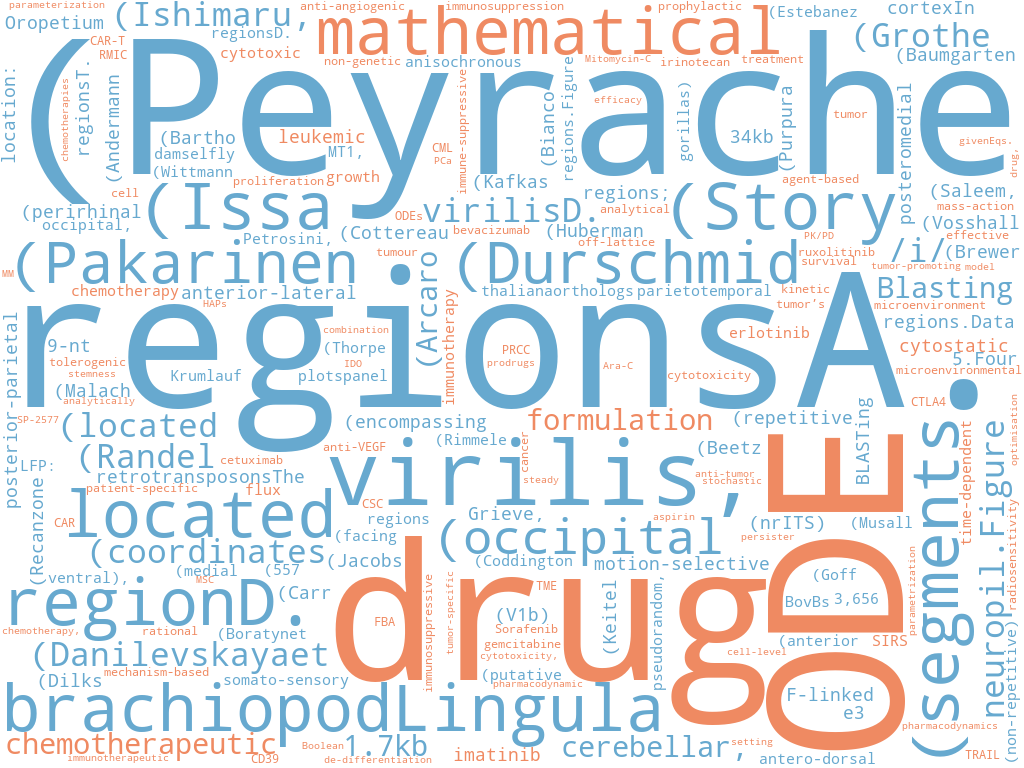 parameterization
anti-angiogenic
immunosuppression
prophylactic
cortexIn
Oropetium
(Ishimaru,
mathematical
(Estebanez
regionsD.
(Grothe
CAR-T
RMIC
cytotoxic
non-genetic
anisochronous
Mitomycin-C
irinotecan
treatment
(Baumgarten
location:
chemotherapies
regionsT.
(Andermann
(Peyrache
immune-suppressive
(Bianco
regions.Figure
efficacy
gorillas)
34kb
(Purpura
tumor
posteromedial
givenEqs.
drug,
(Bartho
leukemic
damselfly
MT1,
CML
PCa
(Wittmann
proliferation
growth
(Kafkas
agent-based
cell
regions;
(Saleem,
(perirhinal
(Issa
ODEs
virilisD.
analytical
(Story
mass-action
occipital,
Petrosini,
(Cottereau
bevacizumab
(Huberman
(Vosshall
off-lattice
PK/PD
effective
MM
(Pakarinen
tumour
(Arcaro
(Durschmid
ruxolitinib
survival
/i/
(Brewer
tumor-promoting
model
chemotherapy
anterior-lateral
thalianaorthologs
parietotemporal
kinetic
Blasting
HAPs
immunotherapy
tumor's
microenvironment
posterior-parietal
regionsA.
combination
erlotinib
regions.Data
9-nt
(Thorpe
PRCC
cytostatic
tolerogenic
IDO
prodrugs
Ara-C
5.Four
stemness
Krumlauf
plotspanel
cytotoxicity
microenvironmental
(Malach
analytically
CTLA4
SP-2577
(located
(encompassing
formulation
(repetitive
BLASTing
optimisation
(Randel
anti-VEGF
(Rimmele
cancer
(Beetz
time-dependent
LFP:
cetuximab
virilis,
retrotransposonsThe
steady
anti-tumor
stochastic
patient-specific
flux
CSC
(Recanzone
located
CAR
regions
Grieve,
aspirin
(nrITS)
(Musall
(segments
neuropil.Figure
radiosensitivity
(facing
(occipital
persister
(coordinates
(Jacobs
(Coddington
motion-selective
ventral),
(medial
(557
MSC
(Goff
parametrization
regionD.
(Carr
drug
immunosuppressive
tumor-specific
TME
(Keitel
pseudorandom,
BovBs
3,656
ODE
FBA
(V1b)
chemotherapy,
rational
(Boratynet
Sorafenib
gemcitabine
cytotoxicity,
(anterior
SIRS
cell-level
(non-repetitive)
(Danilevskayaet
mechanism-based
somato-sensory
(putative
pharmacodynamic
(Dilks
F-linked
e3
brachiopodLingula
pharmacodynamics
chemotherapeutic
Boolean
1.7kb
imatinib
cerebellar,
setting
immunotherapeutic
CD39
de-differentiation
antero-dorsal
TRAIL